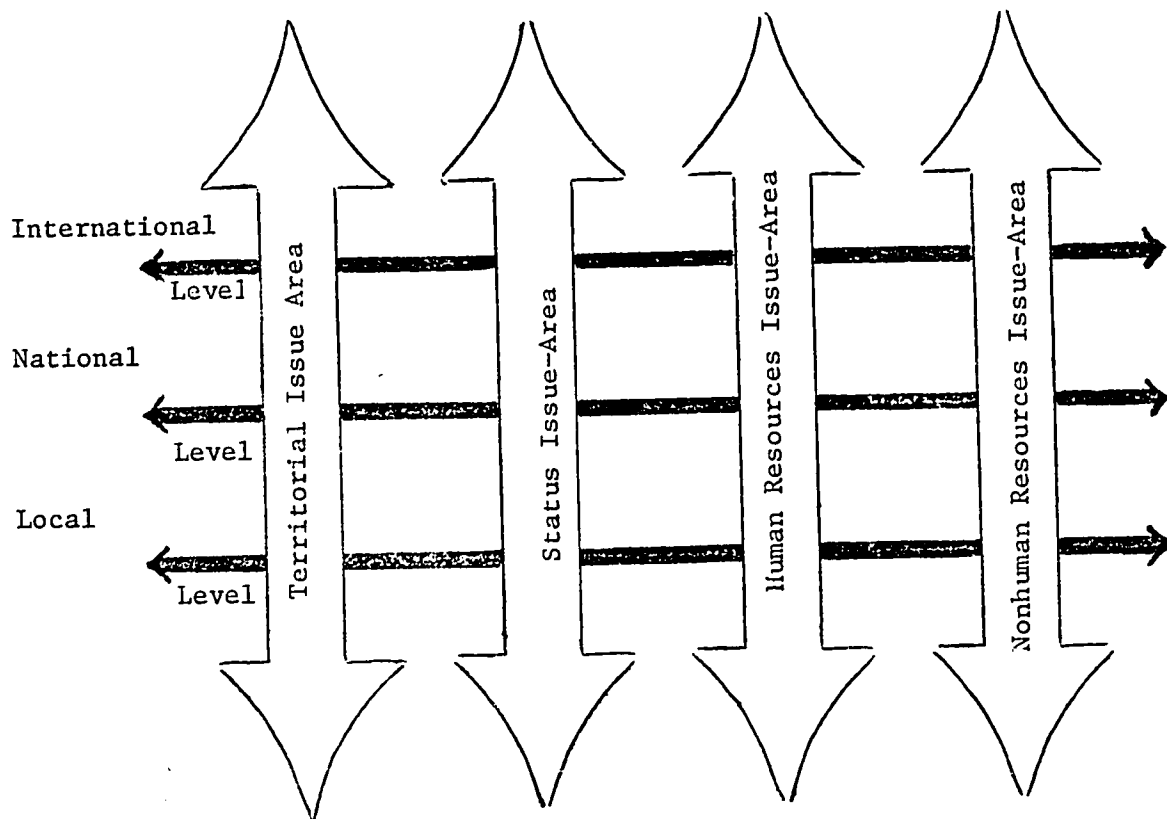 International
Level
National
Level
Local
Level
Territorial Issue Area
Status Issue-Area
Human Resources Issue-Area
Nonhuman Resources Issue-Area